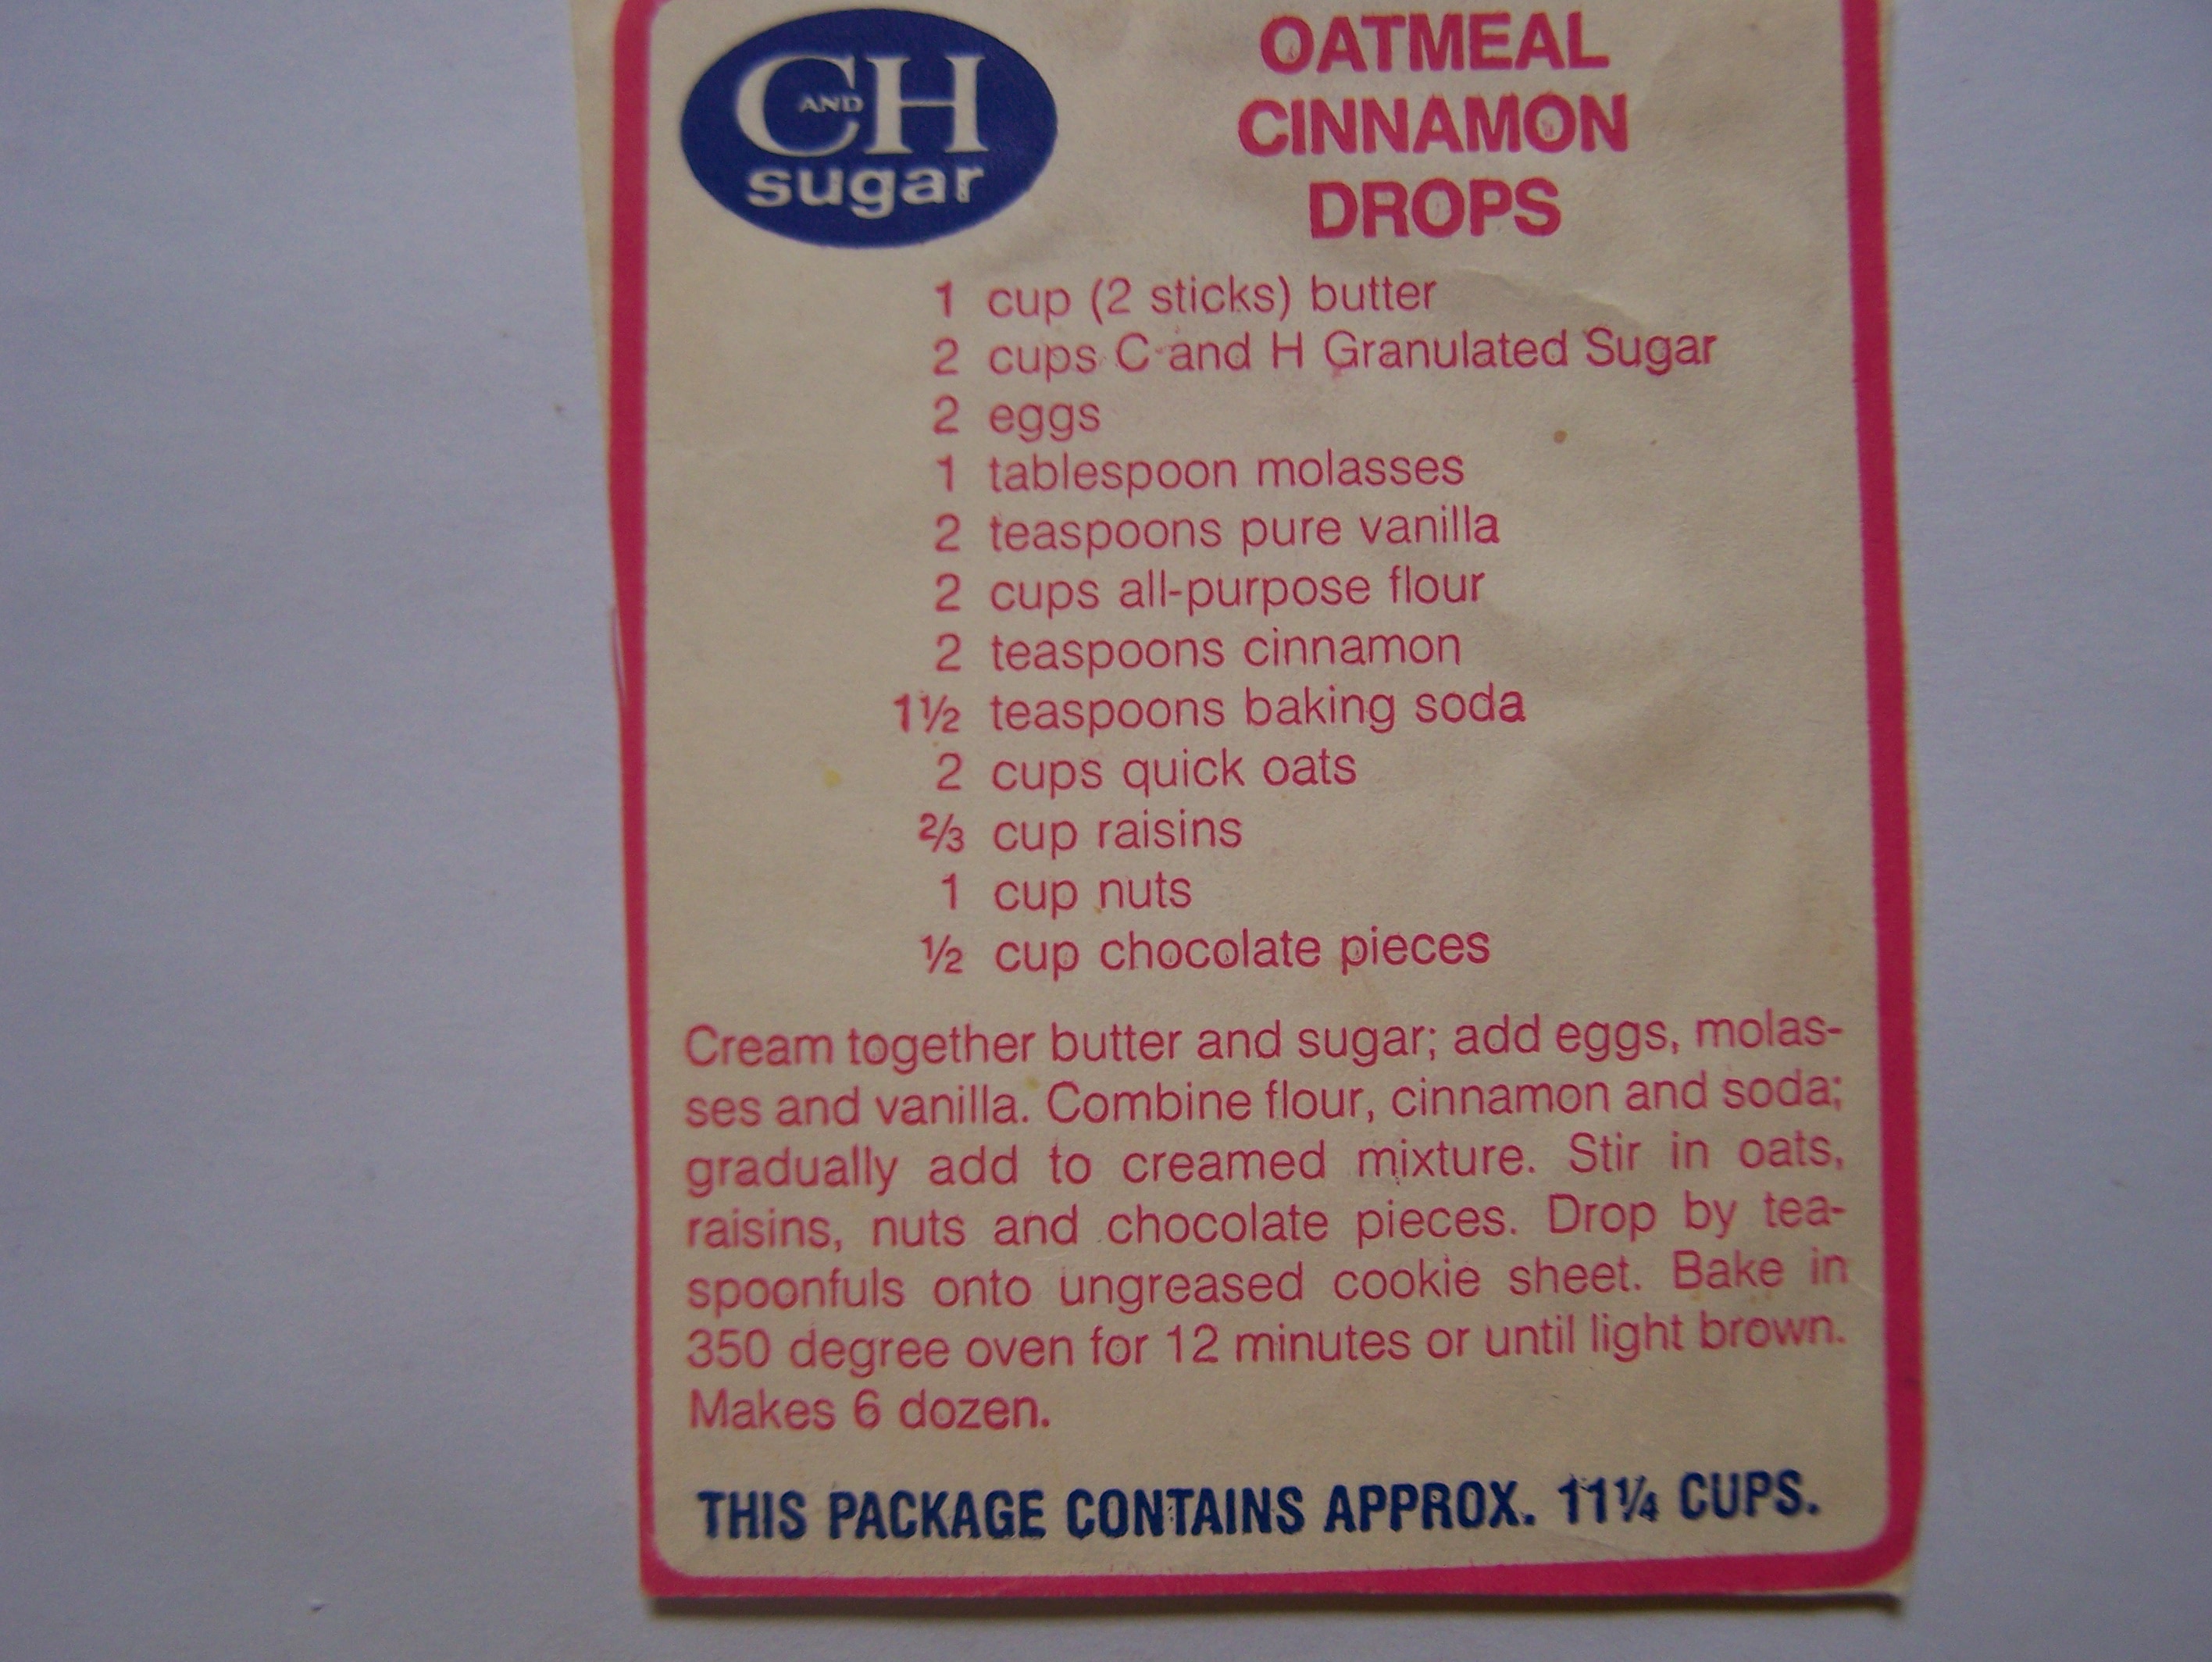 C AND H
sugar
OATMEAL
CINNAMON
DROPS
1 cup (2 sticks) butter
2 cups C and H Granulated Sugar
2 eggs
1 tablespoon molasses
2 teaspoons pure vanilla
2 cups all-purpose flour
2 teaspoons cinnamon
1½ teaspoons baking soda
2 cups quick oats
⅔ cup raisins
1 cup nuts
½ cup chocolate pieces
Cream together butter and sugar; add eggs, molas-
ses and vanilla. Combine flour, cinnamon and soda;
gradually add to creamed mixture. Stir in oats,
raisins, nuts and chocolate pieces. Drop by tea-
spoonfuls onto ungreased cookie sheet. Bake in
350 degree oven for 12 minutes or until light brown.
Makes 6 dozen.
THIS PACKAGE CONTAINS APPROX. 11¼ CUPS.